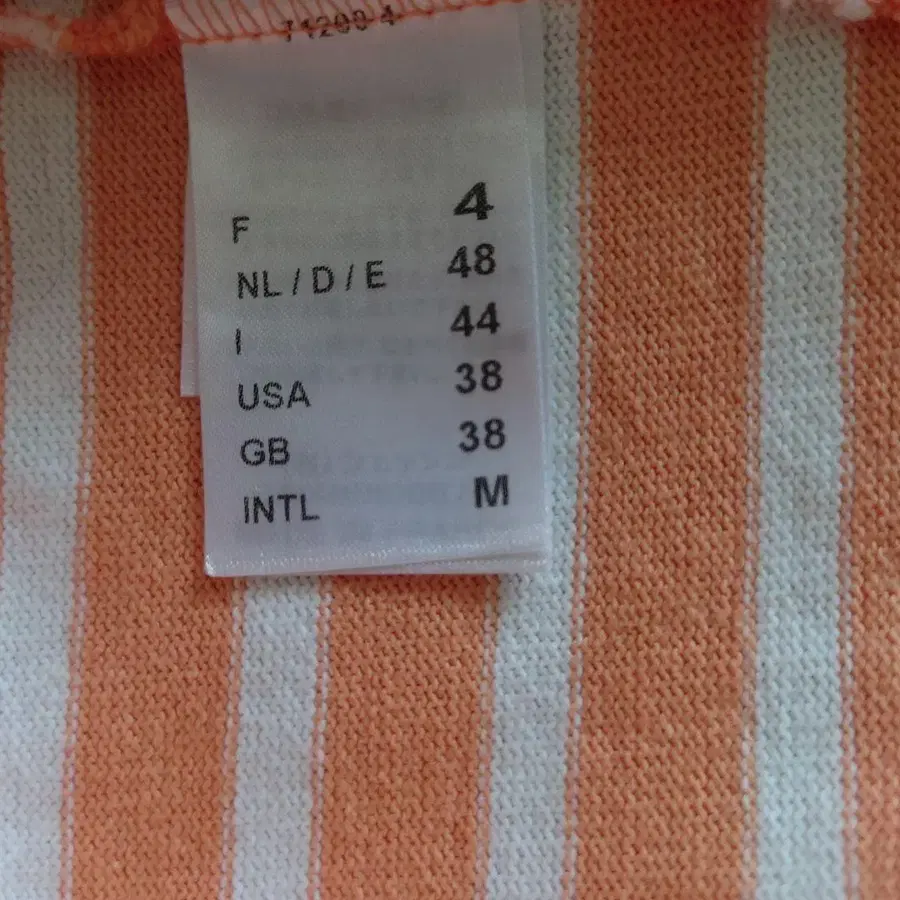 F 4
NL / D / E 48
I 44
USA 38
GB 38
INTL M